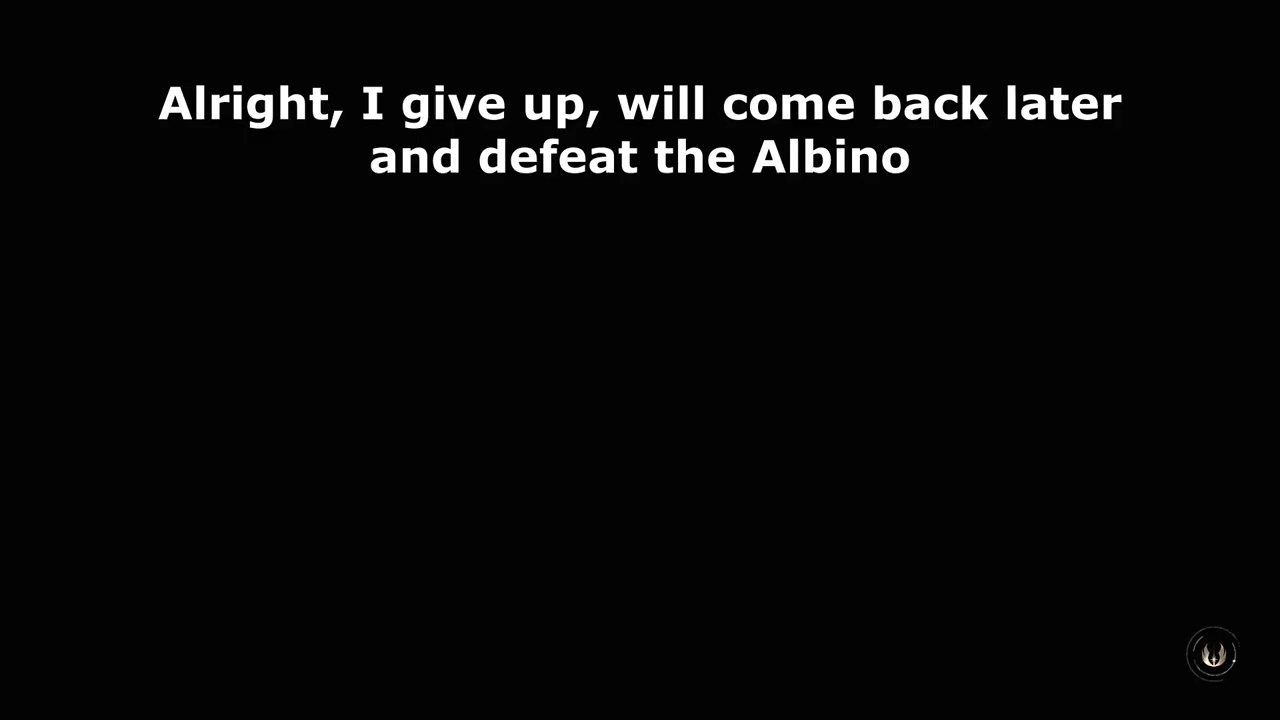 Alright, I give up, will come back later
and defeat the Albino